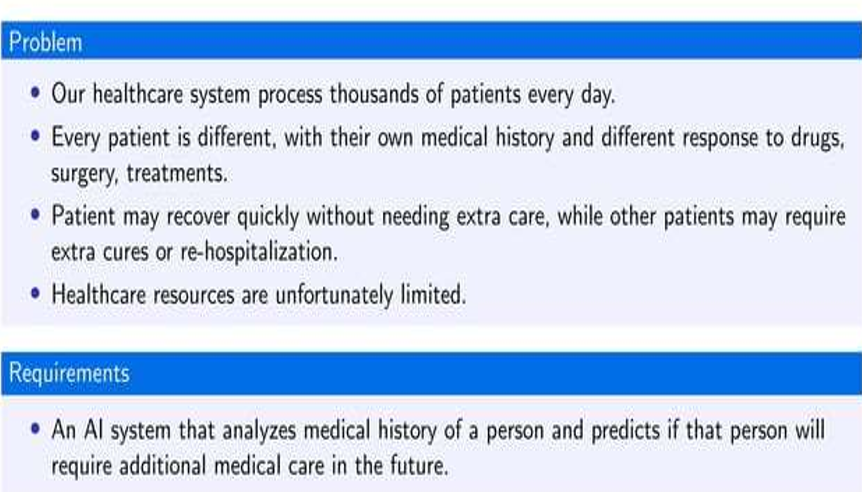 Problem
• Our healthcare system process thousands of patients every day.
• Every patient is different, with their own medical history and different response to drugs,
surgery, treatments.
• Patient may recover quickly without needing extra care, while other patients may require
extra cures or re-hospitalization.
• Healthcare resources are unfortunately limited.
Requirements
• An AI system that analyzes medical history of a person and predicts if that person will
require additional medical care in the future.